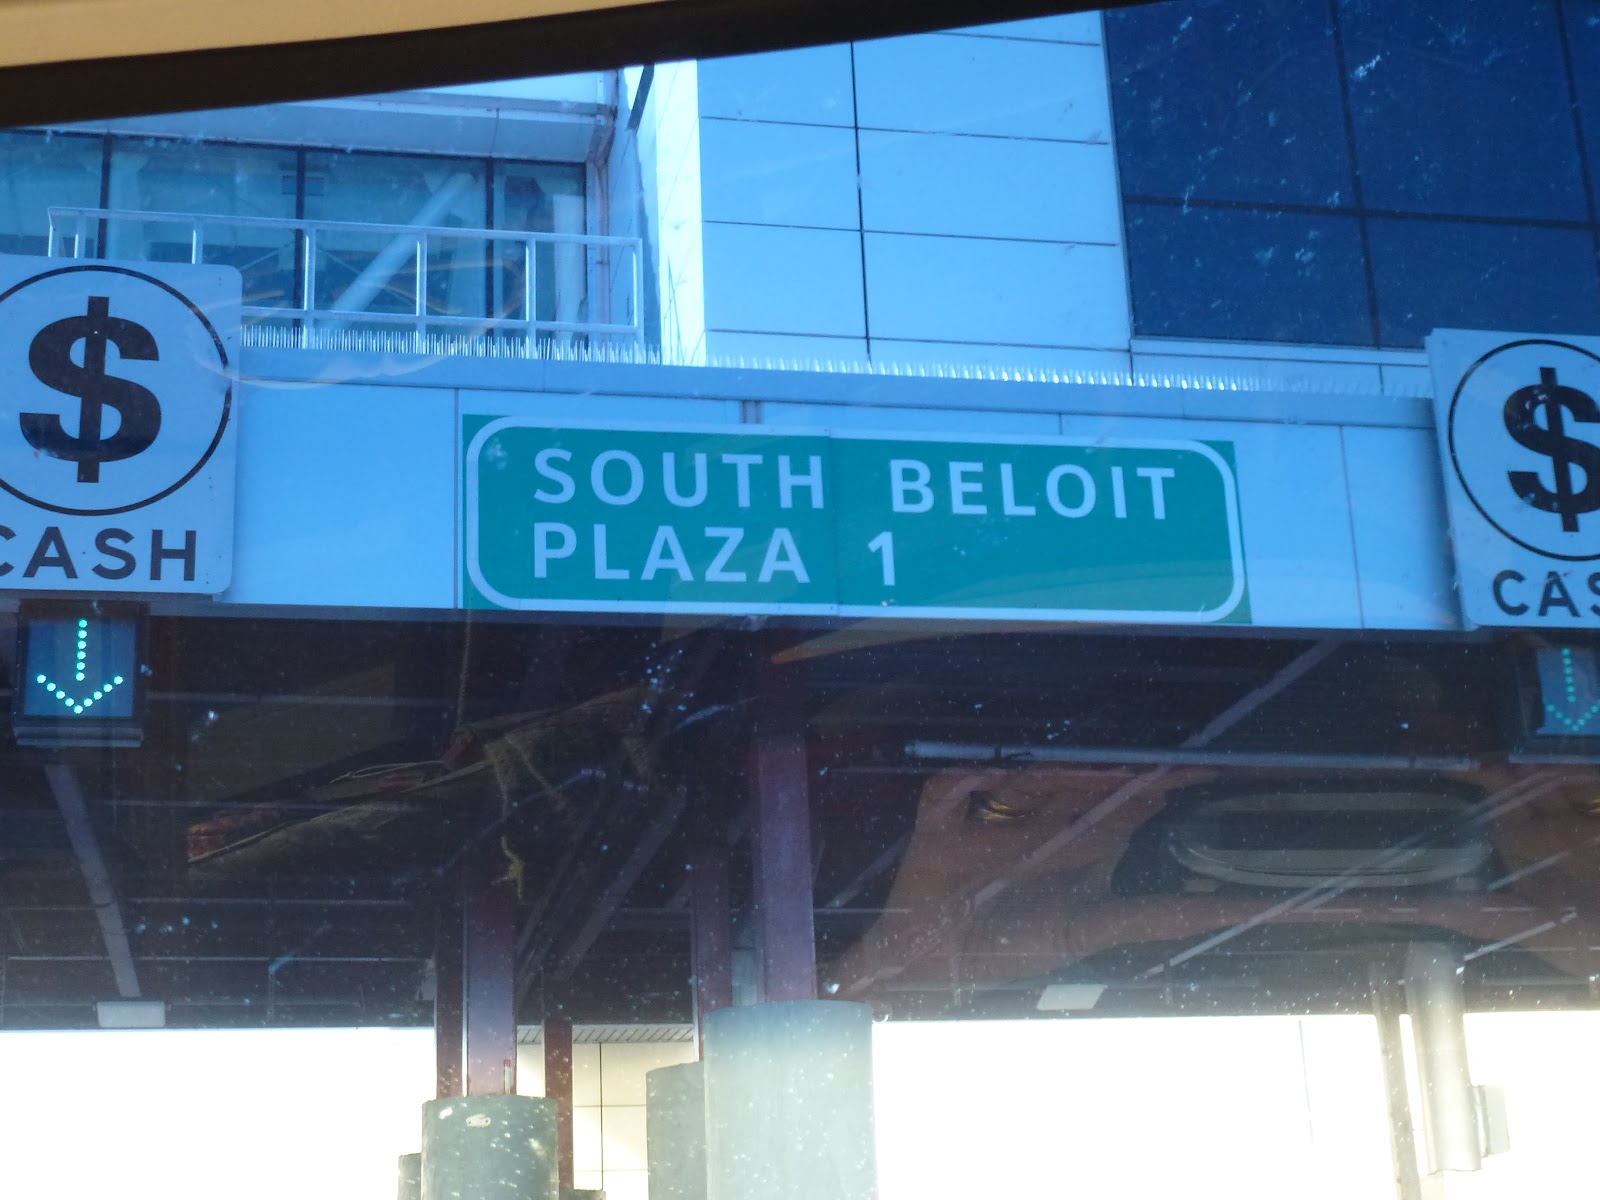 $
CASH
SOUTH BELOIT
PLAZA 1
$
CAS